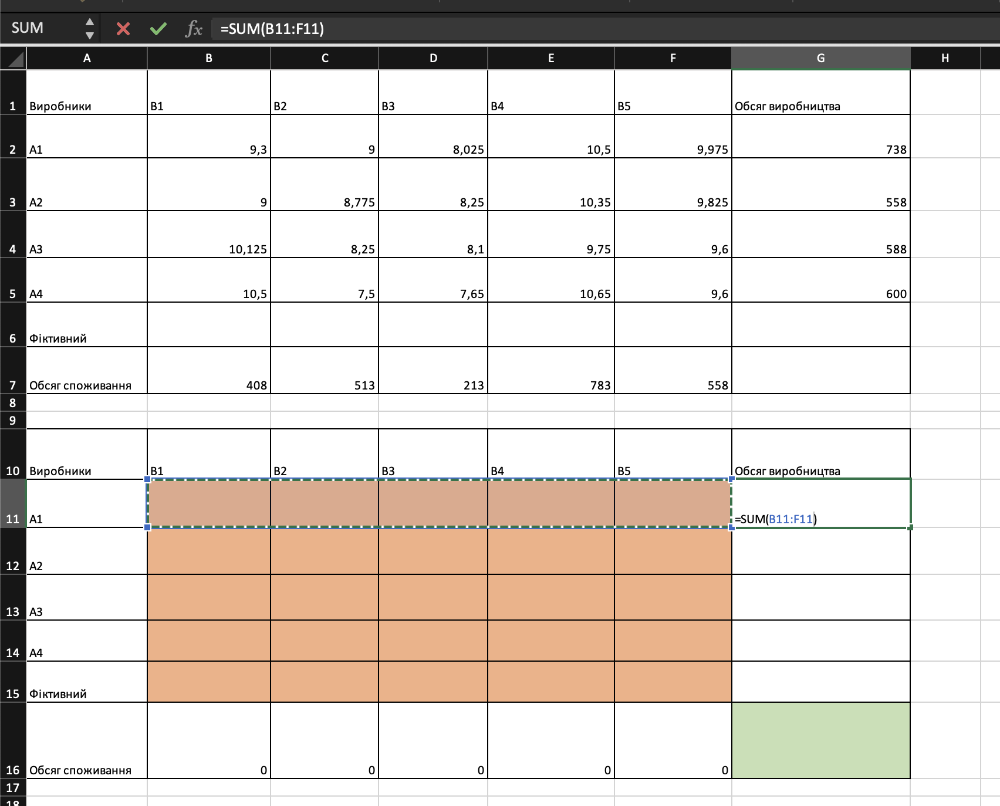 SUM fx =SUM(B11:F11)
A B C D E F G H
1 Виробники B1 B2 B3 B4 B5 Обсяг виробництва
2 A1 9,3 9 8,025 10,5 9,975 738
3 A2 9 8,775 8,25 10,35 9,825 558
4 A3 10,125 8,25 8,1 9,75 9,6 588
5 A4 10,5 7,5 7,65 10,65 9,6 600
6 Фіктивний
7 Обсяг споживання 408 513 213 783 558
8
9
10 Виробники B1 B2 B3 B4 B5 Обсяг виробництва
11 A1 =SUM(B11:F11)
12 A2
13 A3
14 A4
15 Фіктивний
16 Обсяг споживання 0 0 0 0 0
17
18